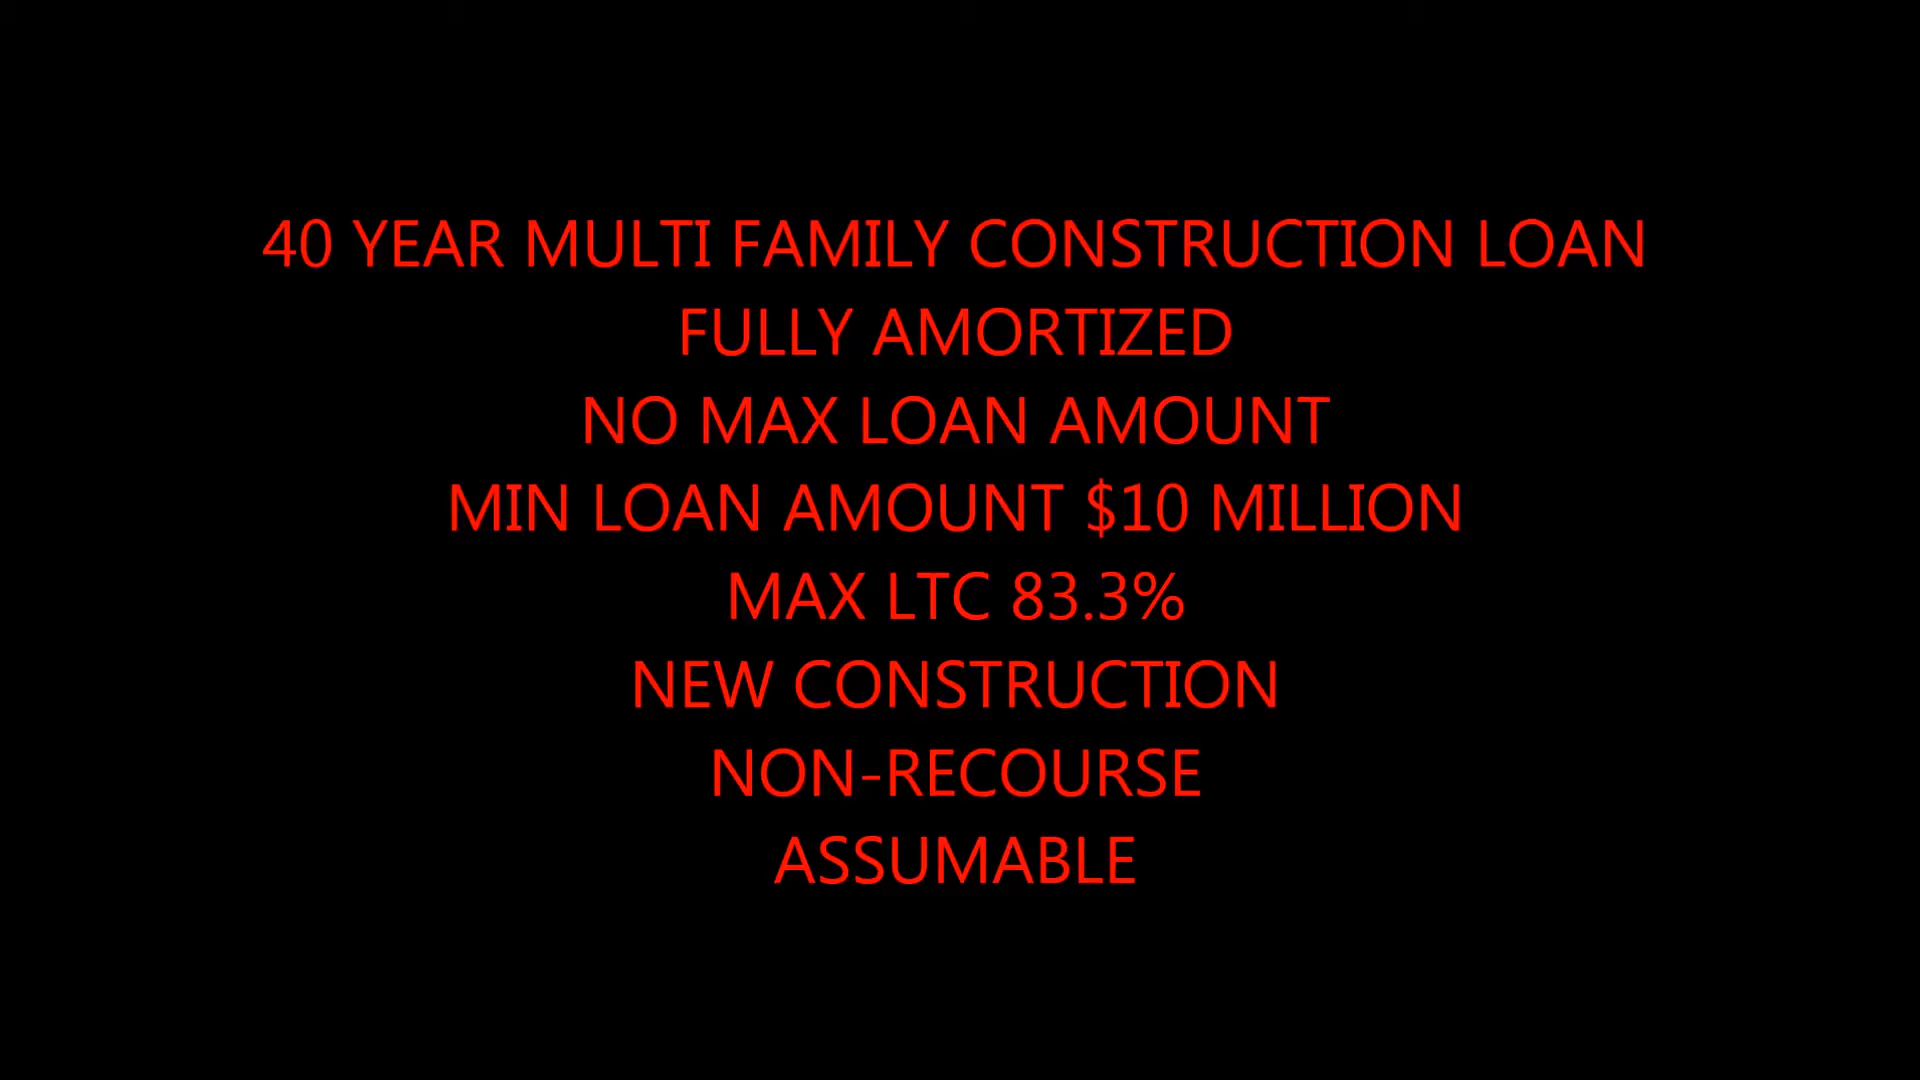 40 YEAR MULTI FAMILY CONSTRUCTION LOAN
FULLY AMORTIZED
NO MAX LOAN AMOUNT
MIN LOAN AMOUNT $10 MILLION
MAX LTC 83.3%
NEW CONSTRUCTION
NON-RECOURSE
ASSUMABLE